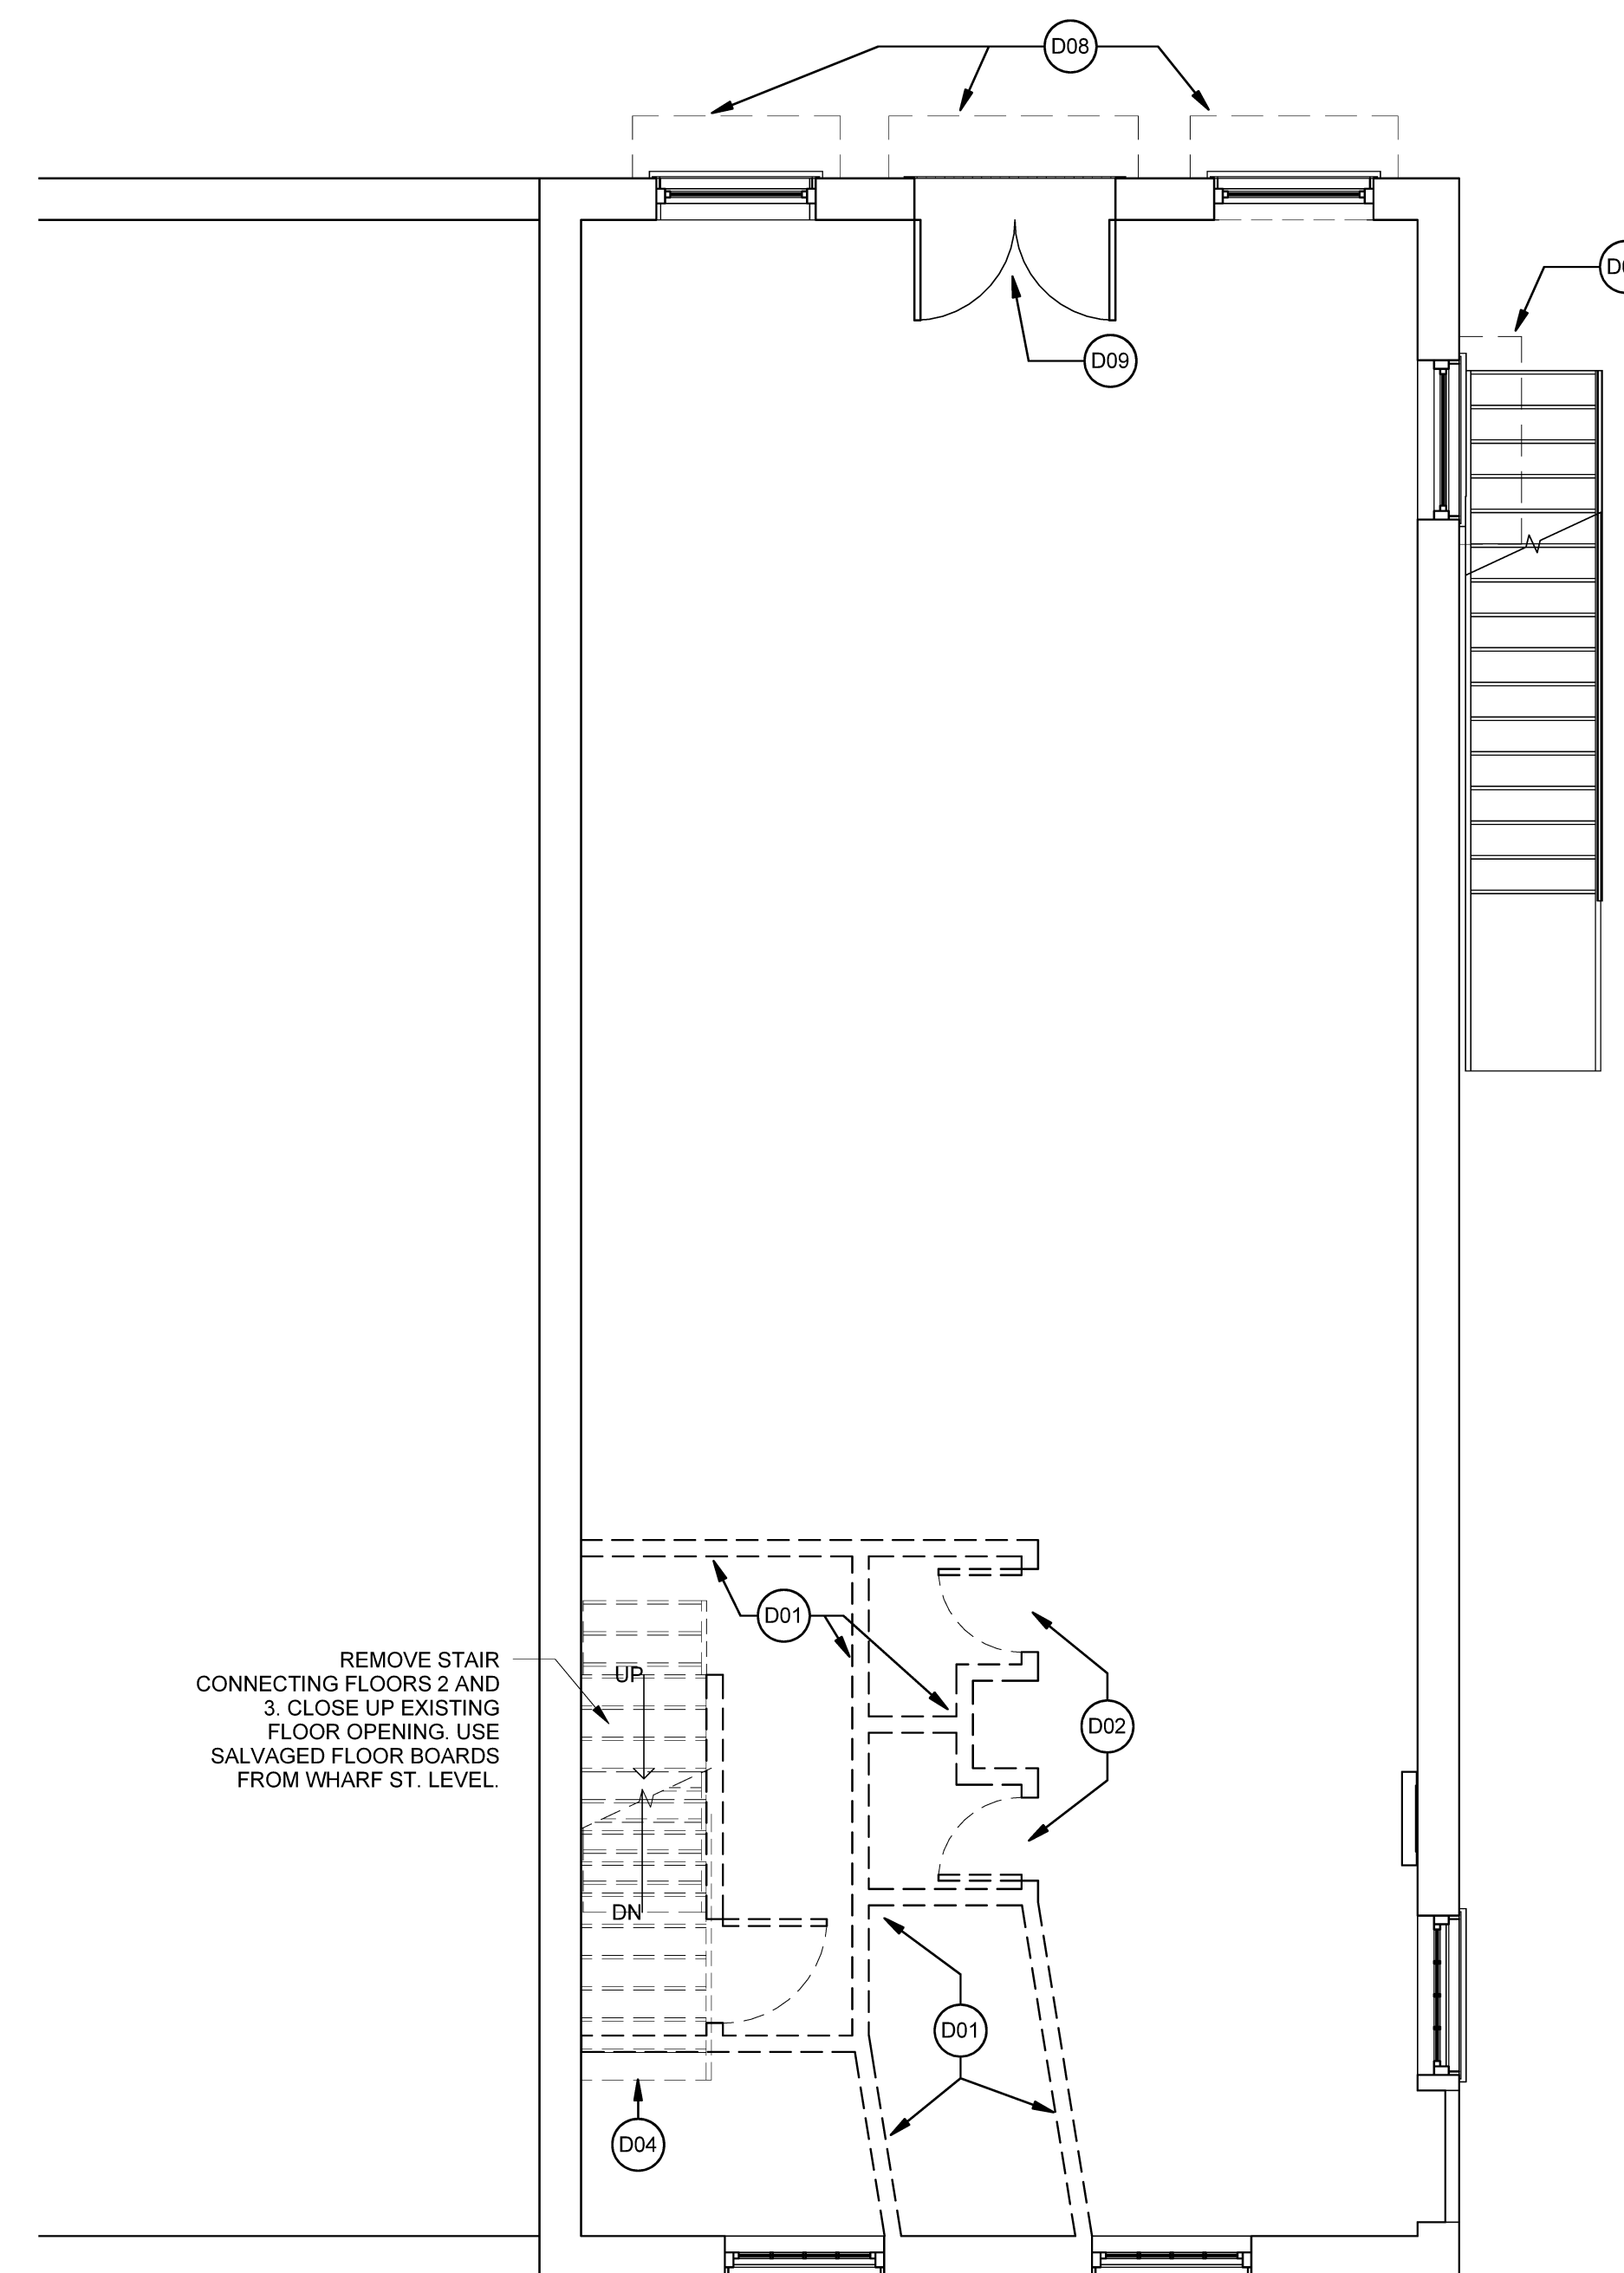 D08
D09
D01
REMOVE STAIR
CONNECTING FLOORS 2 AND
3. CLOSE UP EXISTING
FLOOR OPENING. USE
SALVAGED FLOOR BOARDS
FROM WHARF ST. LEVEL.
UP
D02
DN
D01
D04